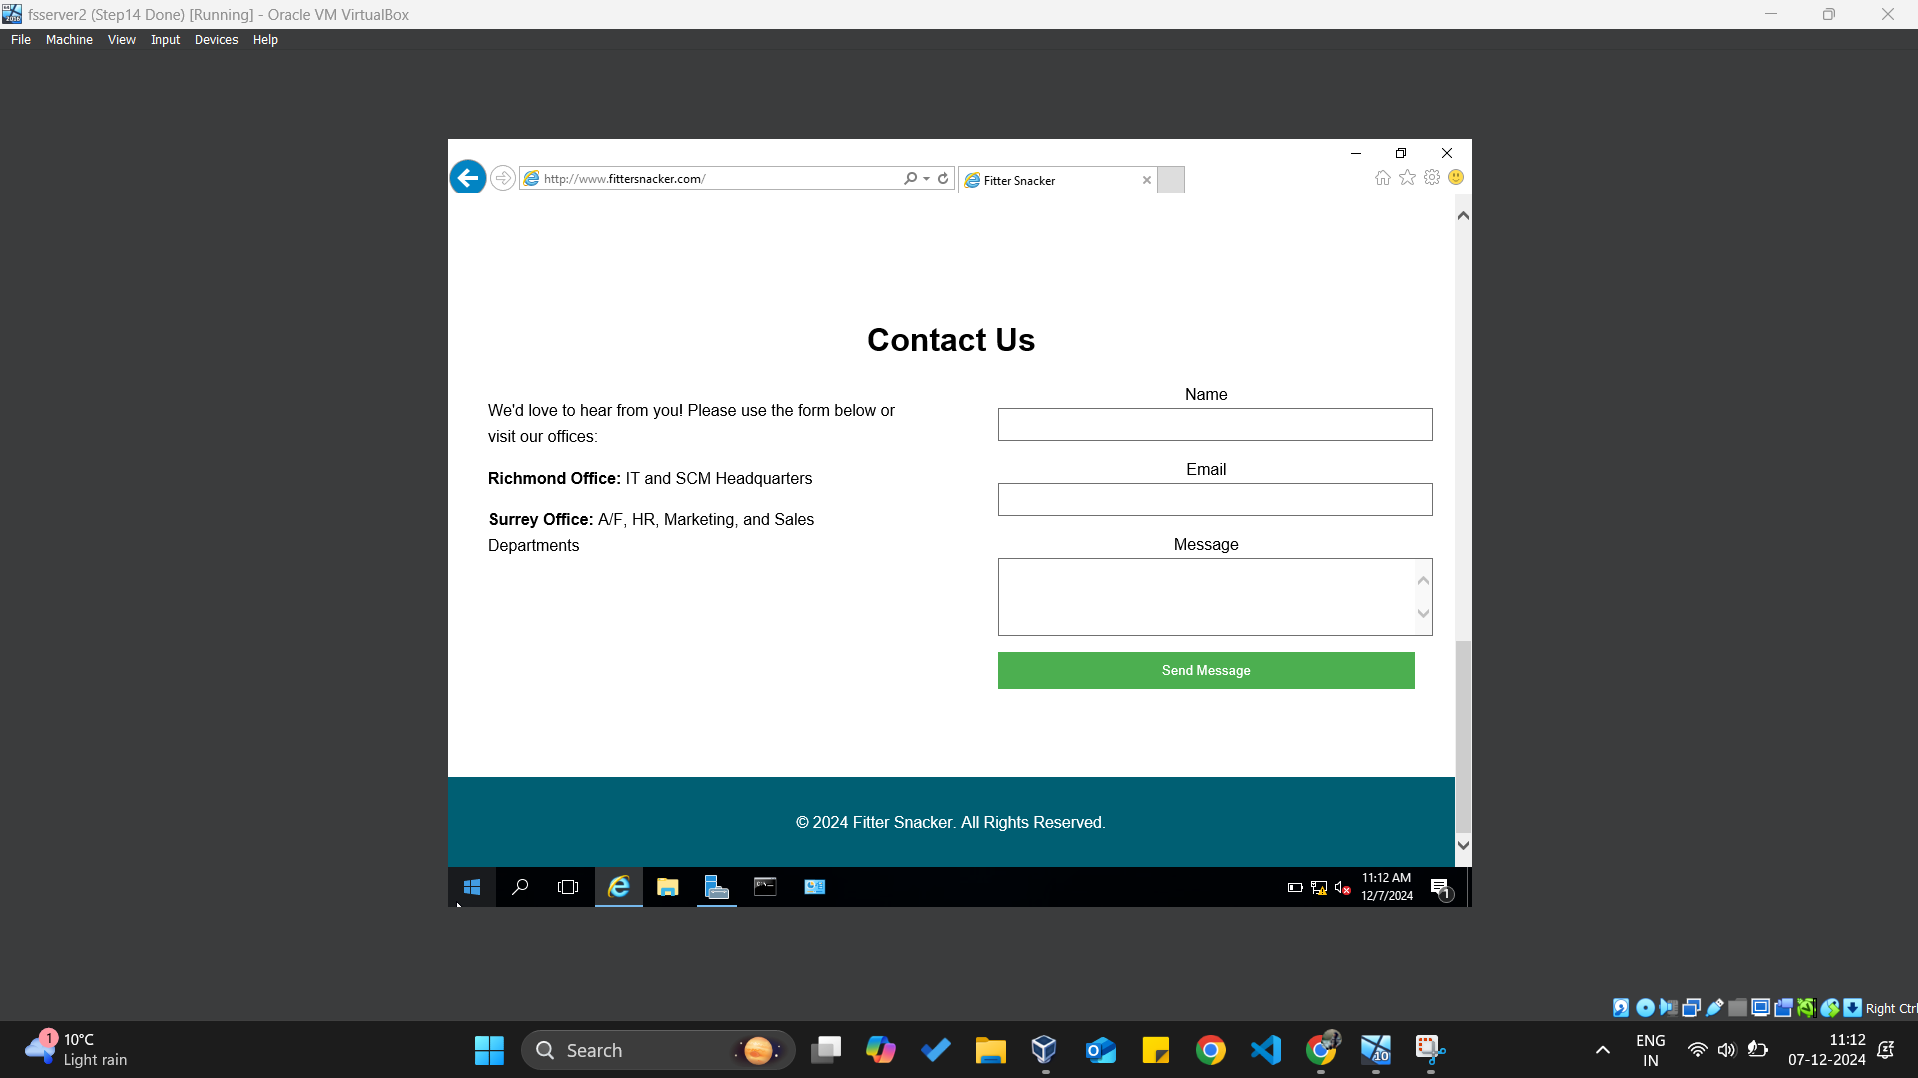 fsserver2 (Step14 Done) [Running] - Oracle VM VirtualBox
File Machine View Input Devices Help
http://www.fittersnacker.com/
Fitter Snacker
Contact Us
We'd love to hear from you! Please use the form below or
visit our offices:
Richmond Office: IT and SCM Headquarters
Surrey Office: A/F, HR, Marketing, and Sales
Departments
Name
Email
Message
Send Message
© 2024 Fitter Snacker. All Rights Reserved.
11:12 AM
12/7/2024
1
Right Ctrl
1
10°C
Light rain
Search
10
ENG
IN
11:12
07-12-2024